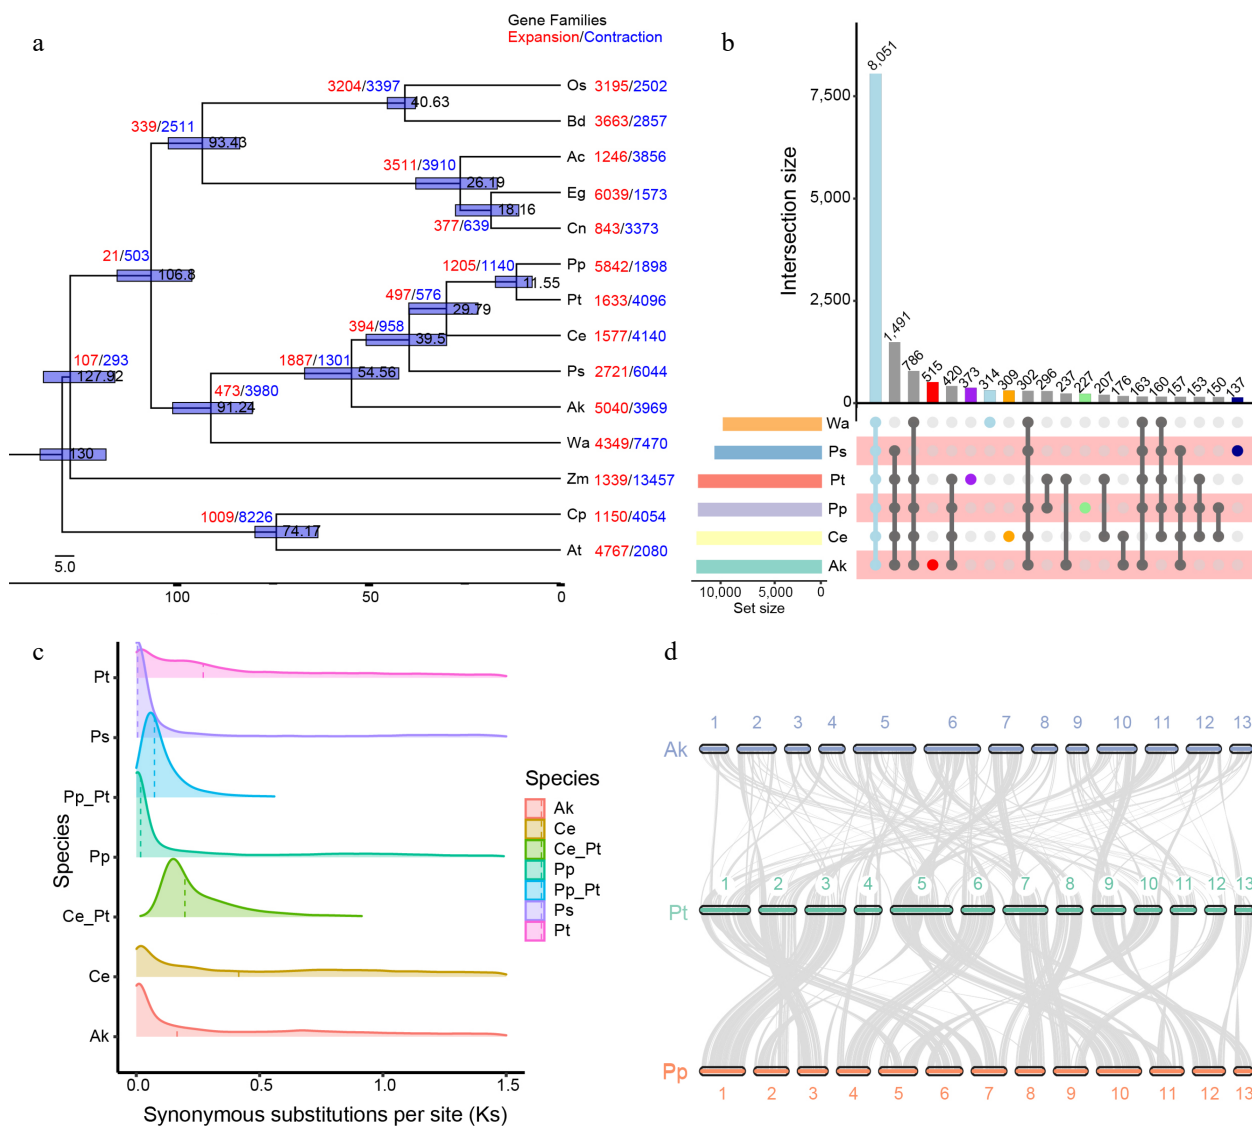 a
Gene Families
Expansion/Contraction
3204/3397
Os 3195/2502
40.63
Bd 3663/2857
339/2511
93.43
3511/3910
Ac 1246/3856
26.19
Eg 6039/1573
18.16
377/639
Cn 843/3373
21/503
106.8
1205/1140
Pp 5842/1898
11.55
497/576
Pt 1633/4096
29.79
394/958
Ce 1577/4140
39.5
107/293
127.92
1887/1301
Ps 2721/6044
54.56
473/3980
Ak 5040/3969
91.24
Wa 4349/7470
130
Zm 1339/13457
1009/8226
Cp 1150/4054
74.17
At 4767/2080
5.0
100 50 0
b
Intersection size
7,500
5,000
2,500
0
8,051 1,491 786 515 420 373 314 309 302 296 237 227 207 176 163 160 157 153 150 137
Wa
Ps
Pt
Pp
Ce
Ak
10,000 5,000 0
Set size
c
Species
Pt
Ps
Pp_Pt
Pp
Ce_Pt
Ce
Ak
0.0 0.5 1.0 1.5
Synonymous substitutions per site (Ks)
Species
Ak
Ce
Ce_Pt
Pp
Pp_Pt
Ps
Pt
d
1 2 3 4 5 6 7 8 9 10 11 12 13
Ak
1 2 3 4 5 6 7 8 9 10 11 12 13
Pt
Pp
1 2 3 4 5 6 7 8 9 10 11 12 13